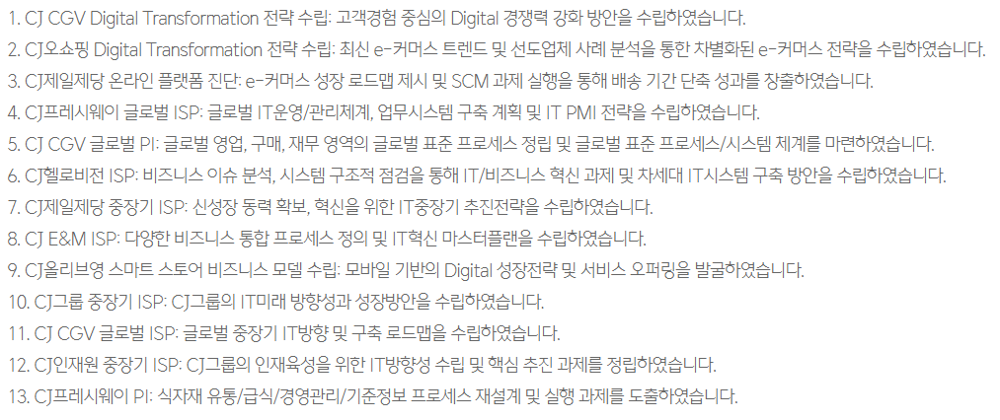 1. CJ CGV Digital Transformation 전략 수립: 고객경험 중심의 Digital 경쟁력 강화 방안을 수립하였습니다.
2. CJ오쇼핑 Digital Transformation 전략 수립: 최신 e-커머스 트렌드 및 선도업체 사례 분석을 통한 차별화된 e-커머스 전략을 수립하였습니다.
3. CJ제일제당 온라인 플랫폼 진단: e-커머스 성장 로드맵 제시 및 SCM 과제 실행을 통해 배송 기간 단축 성과를 창출하였습니다.
4. CJ프레시웨이 글로벌 ISP: 글로벌 IT운영/관리체계, 업무시스템 구축 계획 및 IT PMI 전략을 수립하였습니다.
5. CJ CGV 글로벌 PI: 글로벌 영업, 구매, 재무 영역의 글로벌 표준 프로세스 정립 및 글로벌 표준 프로세스/시스템 체계를 마련하였습니다.
6. CJ헬로비전 ISP: 비즈니스 이슈 분석, 시스템 구조적 점검을 통해 IT/비즈니스 혁신 과제 및 차세대 IT시스템 구축 방안을 수립하였습니다.
7. CJ제일제당 중장기 ISP: 신성장 동력 확보, 혁신을 위한 IT중장기 추진전략을 수립하였습니다.
8. CJ E&M ISP: 다양한 비즈니스 통합 프로세스 정의 및 IT혁신 마스터플랜을 수립하였습니다.
9. CJ올리브영 스마트 스토어 비즈니스 모델 수립: 모바일 기반의 Digital 성장전략 및 서비스 오퍼링을 발굴하였습니다.
10. CJ그룹 중장기 ISP: CJ그룹의 IT미래 방향성과 성장방안을 수립하였습니다.
11. CJ CGV 글로벌 ISP: 글로벌 중장기 IT방향 및 구축 로드맵을 수립하였습니다.
12. CJ인재원 중장기 ISP: CJ그룹의 인재육성을 위한 IT방향성 수립 및 핵심 추진 과제를 정립하였습니다.
13. CJ프레시웨이 PI: 식자재 유통/급식/경영관리/기준정보 프로세스 재설계 및 실행 과제를 도출하였습니다.